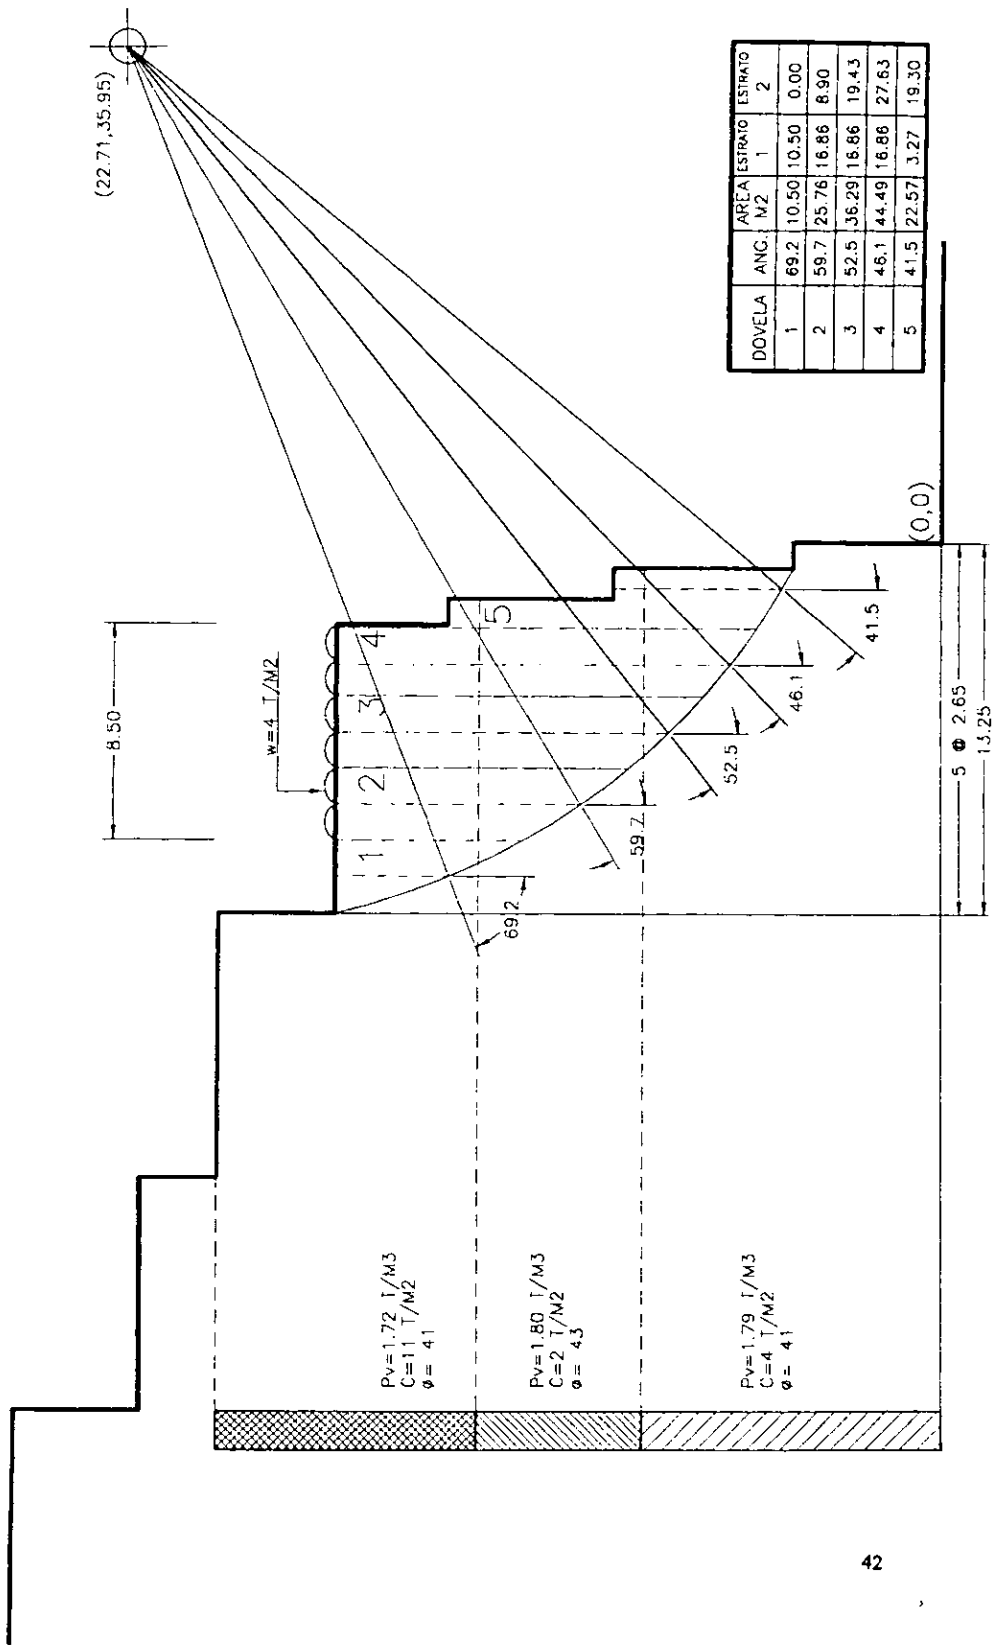 (22.71,35.95)
8.50
w=4 T/M2
1
2
3
4
5
69.2
59.7
52.5
46.1
41.5
(0,0)
5 @ 2.65
13.25
Pv=1.72 T/M3
C=11 T/M2
ø= 41
Pv=1.80 T/M3
C=2 T/M2
ø= 43
Pv=1.79 T/M3
C=4 T/M2
ø= 41
DOVELA ANG. AREA M2 ESTRATO 1 ESTRATO 2
1 69.2 10.50 10.50 0.00
2 59.7 25.76 16.86 8.90
3 52.5 36.29 16.86 19.43
4 46.1 44.49 16.86 27.63
5 41.5 22.57 3.27 19.30
42